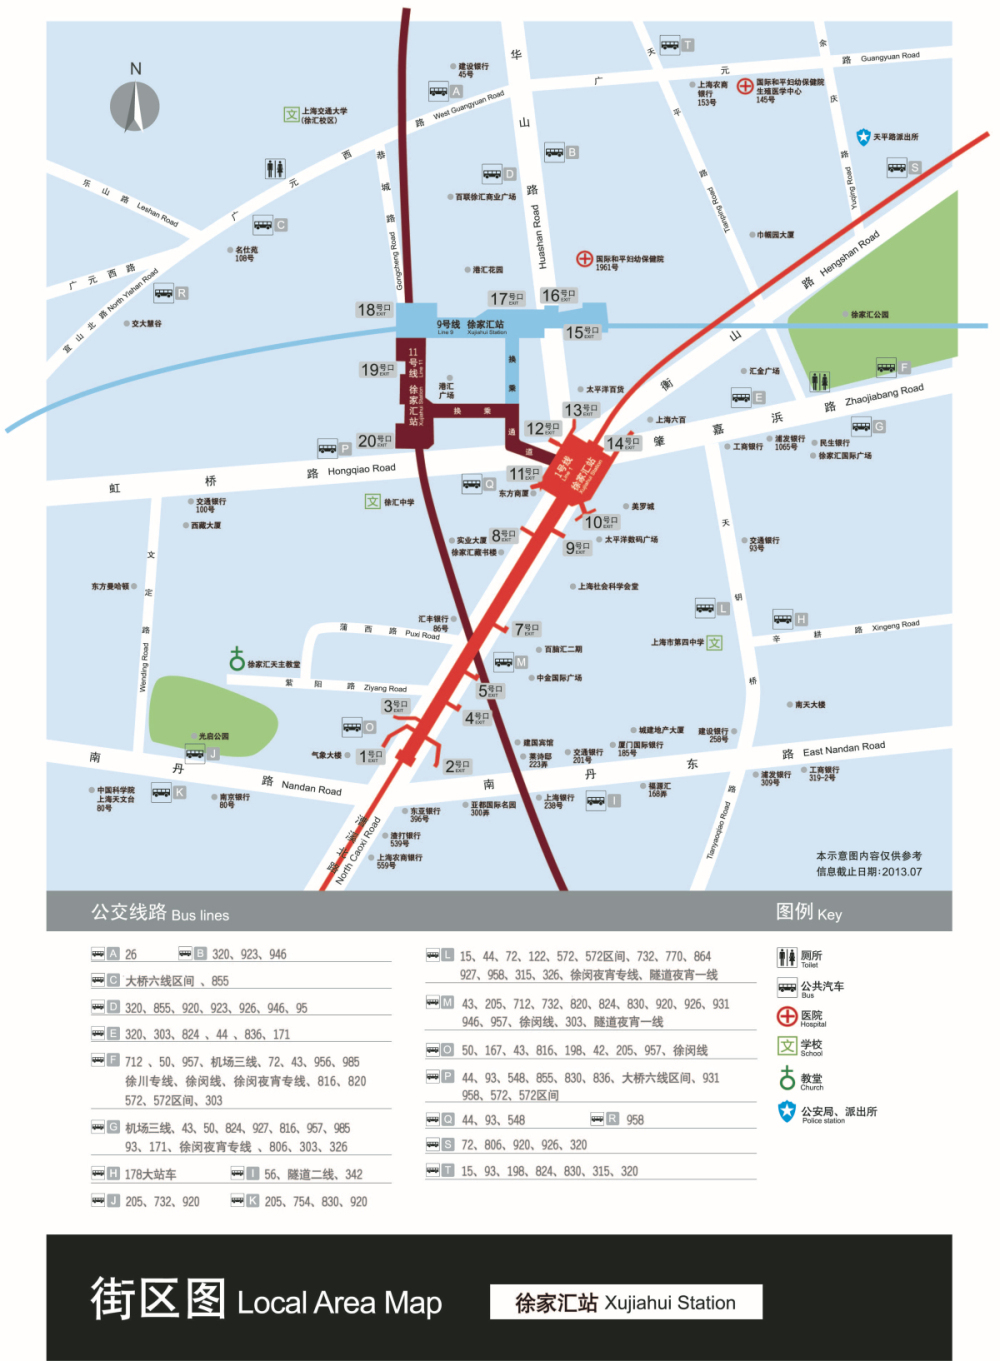 N
建设银行
45号
A
上海交通大学
(徐汇校区)
文
路 West Guangyuan Road
西
元
广
恭
城
路
Gongcheng Road
华
山
路
Huashan Road
天
平
路
Tianping Road
T
广
元
路 Guangyuan Road
余
庆
路
Yuqing Road
上海农商
银行
153号
国际和平妇幼保健院
生殖医学中心
145号
天平路派出所
S
B
D
百联徐汇商业广场
乐 山 路 Leshan Road
C
名仕苑
108号
广 元 西 路
宜 山 北 路 North Yishan Road
R
交大慧谷
港汇花园
国际和平妇幼保健院
1961号
巾帼园大厦
衡
山
路 Hengshan Road
徐家汇公园
18号口
EXIT
17号口
EXIT
16号口
EXIT
15号口
EXIT
9号线 徐家汇站
Line 9 Xujiahui Station
11号线 徐家汇站
Line 11 Xujiahui Station
换
乘
换 乘
通
道
19号口
EXIT
港汇
广场
20号口
EXIT
太平洋百货
13号口
EXIT
12号口
EXIT
14号口
EXIT
上海六百
汇金广场
E
F
肇 嘉 浜 路 Zhaojiabang Road
G
工商银行
浦发银行
1065号
民生银行
徐家汇国际广场
1号线
Line 1
徐家汇站
Xujiahui Station
P
虹 桥 路 Hongqiao Road
Q
11号口
EXIT
东方商厦
交通银行
100号
西藏大厦
文
徐汇中学
10号口
EXIT
美罗城
8号口
EXIT
实业大厦
徐家汇藏书楼
9号口
EXIT
太平洋数码广场
交通银行
93号
东方曼哈顿
文
定
路
Wending Road
上海社会科学会堂
天
钥
桥
路
Tianyaoqiao Road
L
H
汇丰银行
86号
7号口
EXIT
蒲 西 路 Puxi Road
百脑汇二期
上海市第四中学
文
辛 耕 路 Xingeng Road
徐家汇天主教堂
M
中金国际广场
紫 阳 路 Ziyang Road
5号口
EXIT
3号口
EXIT
4号口
EXIT
南天大楼
光启公园
J
O
气象大楼
1号口
EXIT
2号口
EXIT
建国宾馆
莱诗邸
223弄
城建地产大厦
厦门国际银行
185号
交通银行
201号
建设银行
258号
南 丹 东 路 East Nandan Road
南 丹 路 Nandan Road
中国科学院
上海天文台
80号
K
南京银行
80号
东亚银行
396号
亚都国际名园
300弄
上海银行
238号
I
福源汇
168弄
浦发银行
309号
工商银行
319-2号
渣打银行
539号
上海农商银行
559号
North Caoxi Road
本示意图内容仅供参考
信息截止日期:2013.07
公交线路 Bus lines
A 26
B 320、923、946
C 大桥六线区间 、855
D 320、855、920、923、926、946、95
E 320、303、824 、44 、836、171
F 712 、50、957、机场三线、72、43、956、985
徐川专线、徐闵线、徐闵夜宵专线、816、820
572、572区间、303
G 机场三线、43、50、824、927、816、957、985
93、171、徐闵夜宵专线 、806、303、326
H 178大站车
I 56、隧道二线、342
J 205、732、920
K 205、754、830、920
L 15、44、72、122、572、572区间、732、770、864
927、958、315、326、徐闵夜宵专线、隧道夜宵一线
M 43、205、712、732、820、824、830、920、926、931
946、957、徐闵线、303、隧道夜宵一线
O 50、167、43、816、198、42、205、957、徐闵线
P 44、93、548、855、830、836、大桥六线区间、931
958、572、572区间
Q 44、93、548
R 958
S 72、806、920、926、320
T 15、93、198、824、830、315、320
图例 Key
厕所
Toilet
公共汽车
Bus
医院
Hospital
文 学校
School
教堂
Church
公安局、派出所
Police station
街区图 Local Area Map
徐家汇站 Xujiahui Station